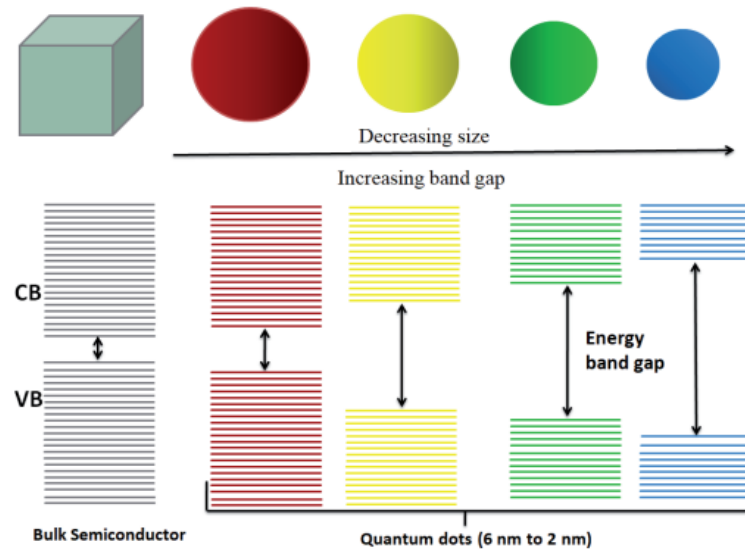 Decreasing size
Increasing band gap
CB
VB
Energy
band gap
Bulk Semiconductor
Quantum dots (6 nm to 2 nm)